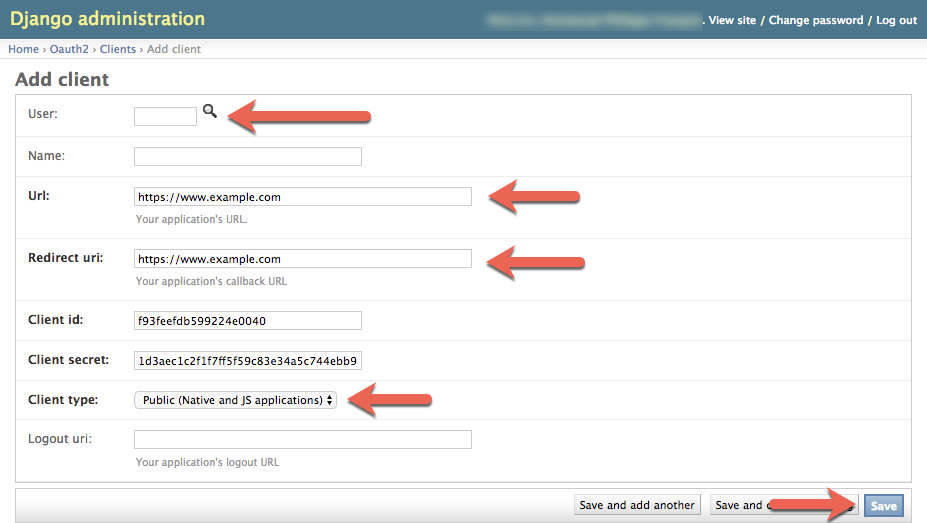 Django administration
. View site / Change password / Log out
Home › Oauth2 › Clients › Add client
Add client
User:
Name:
Url:
https://www.example.com
Your application's URL.
Redirect uri:
https://www.example.com
Your application's callback URL
Client id:
f93feefdb599224e0040
Client secret:
1d3aec1c2f1f7ff5f59c83e34a5c744ebb9
Client type:
Public (Native and JS applications)
Logout uri:
Your application's logout URL
Save and add another
Save and
Save